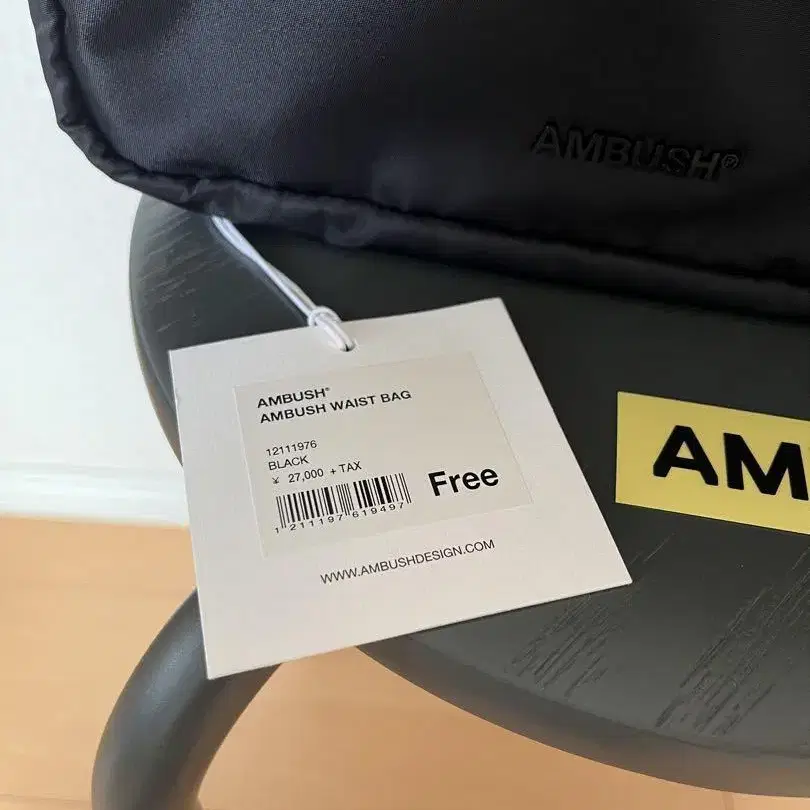 AMBUSH®
AMBUSH®
AMBUSH WAIST BAG
12111976
BLACK
¥ 27,000 + TAX
Free
1 211197 619497
WWW.AMBUSHDESIGN.COM
AM